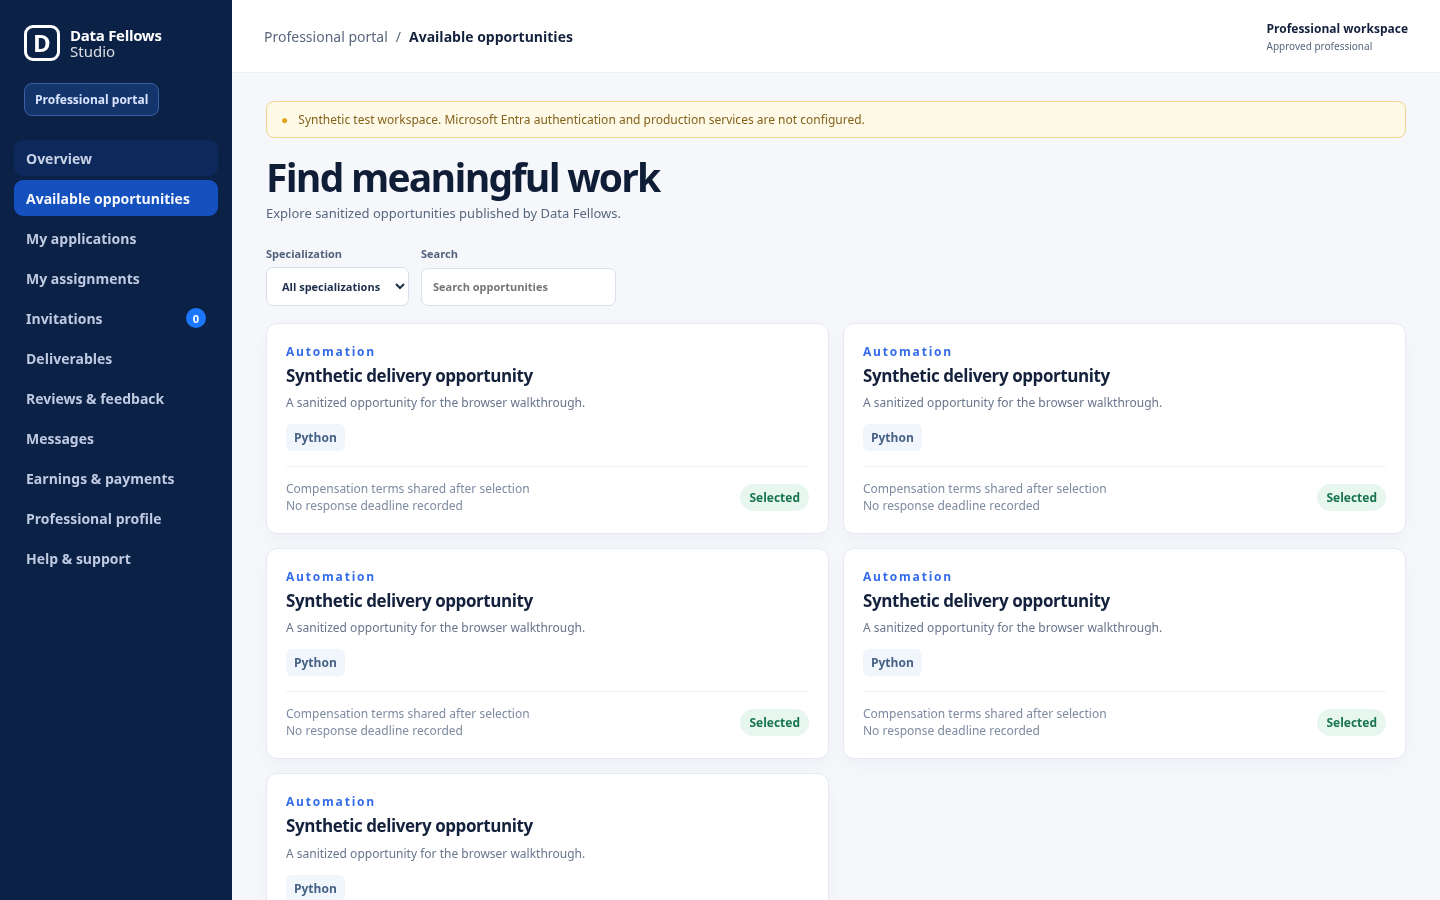 D
Data Fellows
Studio
Professional portal
Overview
Available opportunities
My applications
My assignments
Invitations 0
Deliverables
Reviews & feedback
Messages
Earnings & payments
Professional profile
Help & support
Professional portal / Available opportunities
Professional workspace
Approved professional
Synthetic test workspace. Microsoft Entra authentication and production services are not configured.
Find meaningful work
Explore sanitized opportunities published by Data Fellows.
Specialization
All specializations
Search
Search opportunities
Automation
Synthetic delivery opportunity
A sanitized opportunity for the browser walkthrough.
Python
Compensation terms shared after selection
No response deadline recorded
Selected
Automation
Synthetic delivery opportunity
A sanitized opportunity for the browser walkthrough.
Python
Compensation terms shared after selection
No response deadline recorded
Selected
Automation
Synthetic delivery opportunity
A sanitized opportunity for the browser walkthrough.
Python
Compensation terms shared after selection
No response deadline recorded
Selected
Automation
Synthetic delivery opportunity
A sanitized opportunity for the browser walkthrough.
Python
Compensation terms shared after selection
No response deadline recorded
Selected
Automation
Synthetic delivery opportunity
A sanitized opportunity for the browser walkthrough.
Python